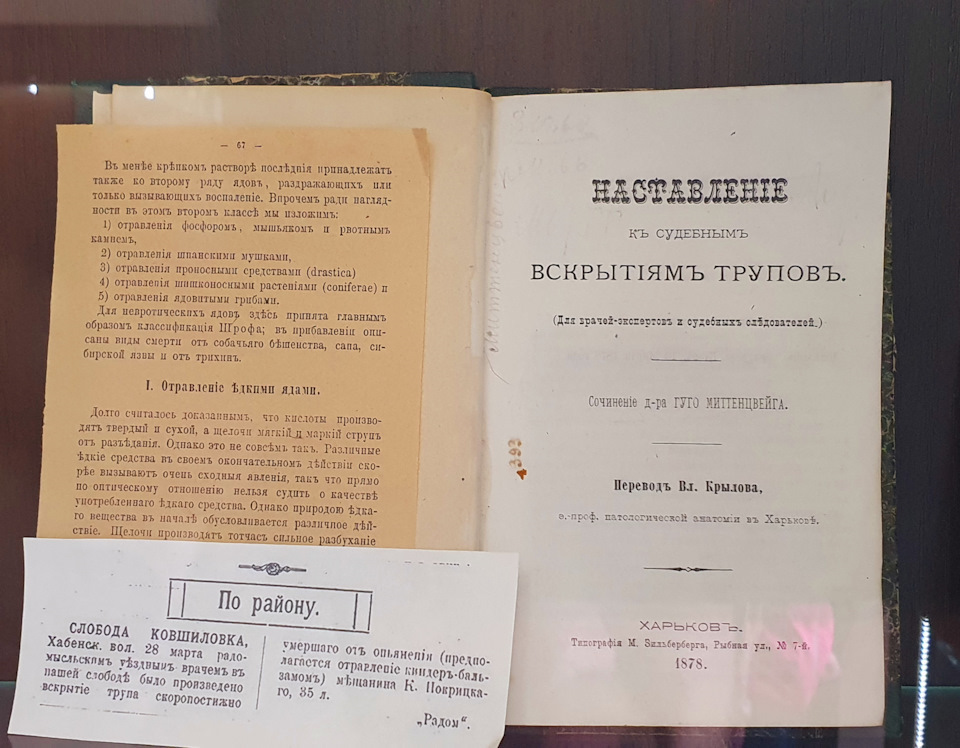 — 67 —
Въ менѣе крѣпкомъ растворѣ послѣднія принадлежатъ
также ко второму ряду ядовъ, раздражающихъ или
только вызывающихъ воспаленіе. Впрочемъ ради нагляд-
ности въ этомъ второмъ классѣ мы изложимъ:
1) отравленія фосфоромъ, мышьякомъ и рвотнымъ
камнемъ,
2) отравленія шпанскими мушками,
3) отравленія проносными средствами (drastica)
4) отравленія шишконосными растеніями (coniferae) и
5) отравленія ядовитыми грибами.
Для невротическихъ ядовъ здѣсь принята главнымъ
образомъ классификація Шрофа; въ прибавленіи опи-
саны виды смерти отъ собачьяго бѣшенства, сапа, си-
бирской язвы и отъ трихинъ.
I. Отравленіе ѣдкими ядами.
Долго считалось доказаннымъ, что кислоты произво-
дятъ твердый и сухой, а щелочи мягкій и маркій струпъ
отъ разъѣданія. Однако это не совсѣмъ такъ. Различные
ѣдкіе средства въ своемъ окончательномъ дѣйствіи ско-
рѣе вызываютъ очень сходныя явленія, такъ что прямо
по оптическому отношенію нельзя судить о качествѣ
употребленнаго ѣдкаго средства. Однако природою ѣдка-
го вещества въ началѣ обусловливается различное дѣй-
ствіе. Щелочи производятъ тотчасъ сильное разбуханіе
По району.
СЛОБОДА КОВШИЛОВКА,
Хабенск. вол. 28 марта радо-
мысльскимъ уѣзднымъ врачемъ въ
нашей слободѣ было произведено
вскрытіе трупа скоропостижно
умершаго отъ опьяненія (предпо-
лагается отравленіе киндеръ-баль-
замомъ) мѣщанина К. Покрицка-
го, 35 л.
„Радом“.
НАСТАВЛЕНІЕ
КЪ СУДЕБНЫМЪ
ВСКРЫТІЯМЪ ТРУПОВЪ.
(Для врачей-экспертовъ и судебныхъ слѣдователей.)
Сочиненіе д-ра ГУГО МИТТЕНЦВЕЙГА.
Переводъ Вл. Крылова,
э.-проф. патологической анатоміи въ Харьковѣ.
ХАРЬКОВЪ.
Типографія М. Зильберберга, Рыбная ул., № 7-й.
1878.